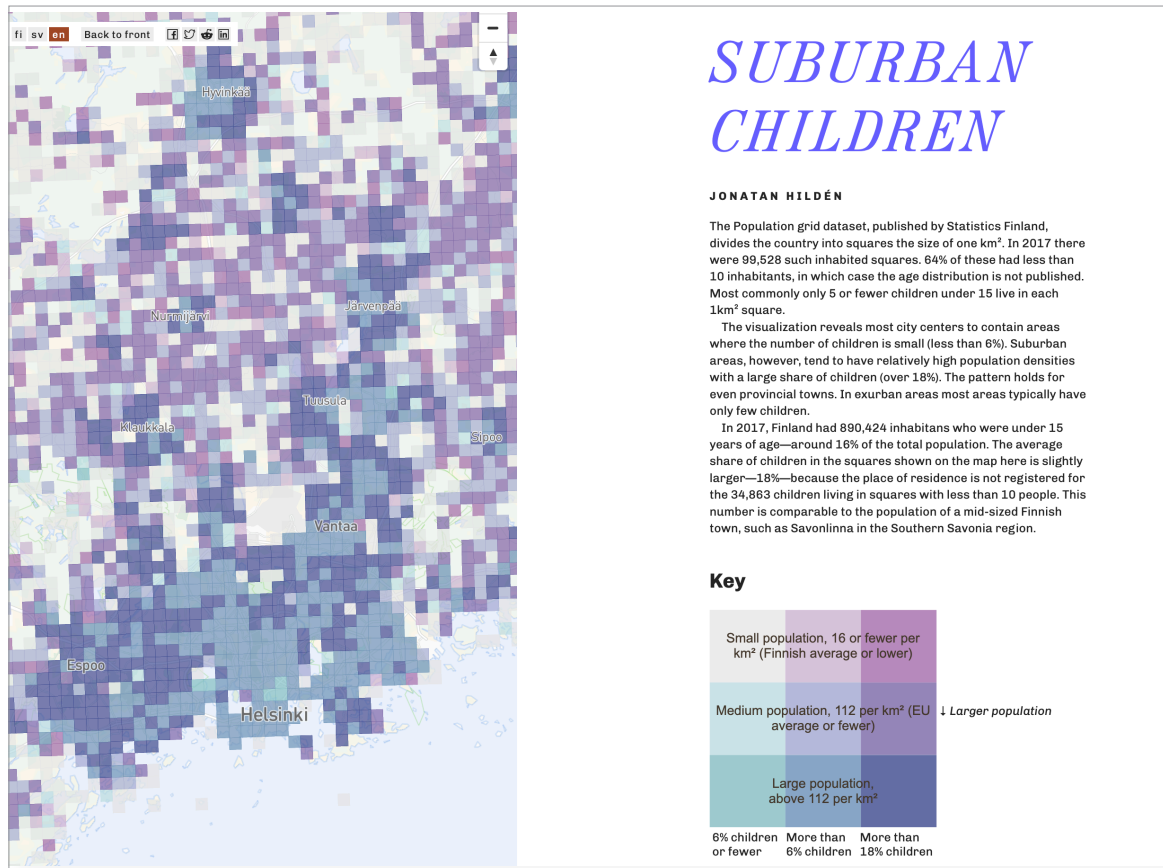 fi sv en Back to front
Hyvinkää
Nurmijärvi
Järvenpää
Tuusula
Klaukkala
Sipoo
Vantaa
Espoo
Helsinki
SUBURBAN
CHILDREN
JONATAN HILDÉN
The Population grid dataset, published by Statistics Finland,
divides the country into squares the size of one km². In 2017 there
were 99,528 such inhabited squares. 64% of these had less than
10 inhabitants, in which case the age distribution is not published.
Most commonly only 5 or fewer children under 15 live in each
1km² square.
The visualization reveals most city centers to contain areas
where the number of children is small (less than 6%). Suburban
areas, however, tend to have relatively high population densities
with a large share of children (over 18%). The pattern holds for
even provincial towns. In exurban areas most areas typically have
only few children.
In 2017, Finland had 890,424 inhabitans who were under 15
years of age—around 16% of the total population. The average
share of children in the squares shown on the map here is slightly
larger—18%—because the place of residence is not registered for
the 34,863 children living in squares with less than 10 people. This
number is comparable to the population of a mid-sized Finnish
town, such as Savonlinna in the Southern Savonia region.
Key
Small population, 16 or fewer per
km² (Finnish average or lower)
Medium population, 112 per km² (EU
average or fewer)
↓ Larger population
Large population,
above 112 per km²
6% children More than More than
or fewer 6% children 18% children